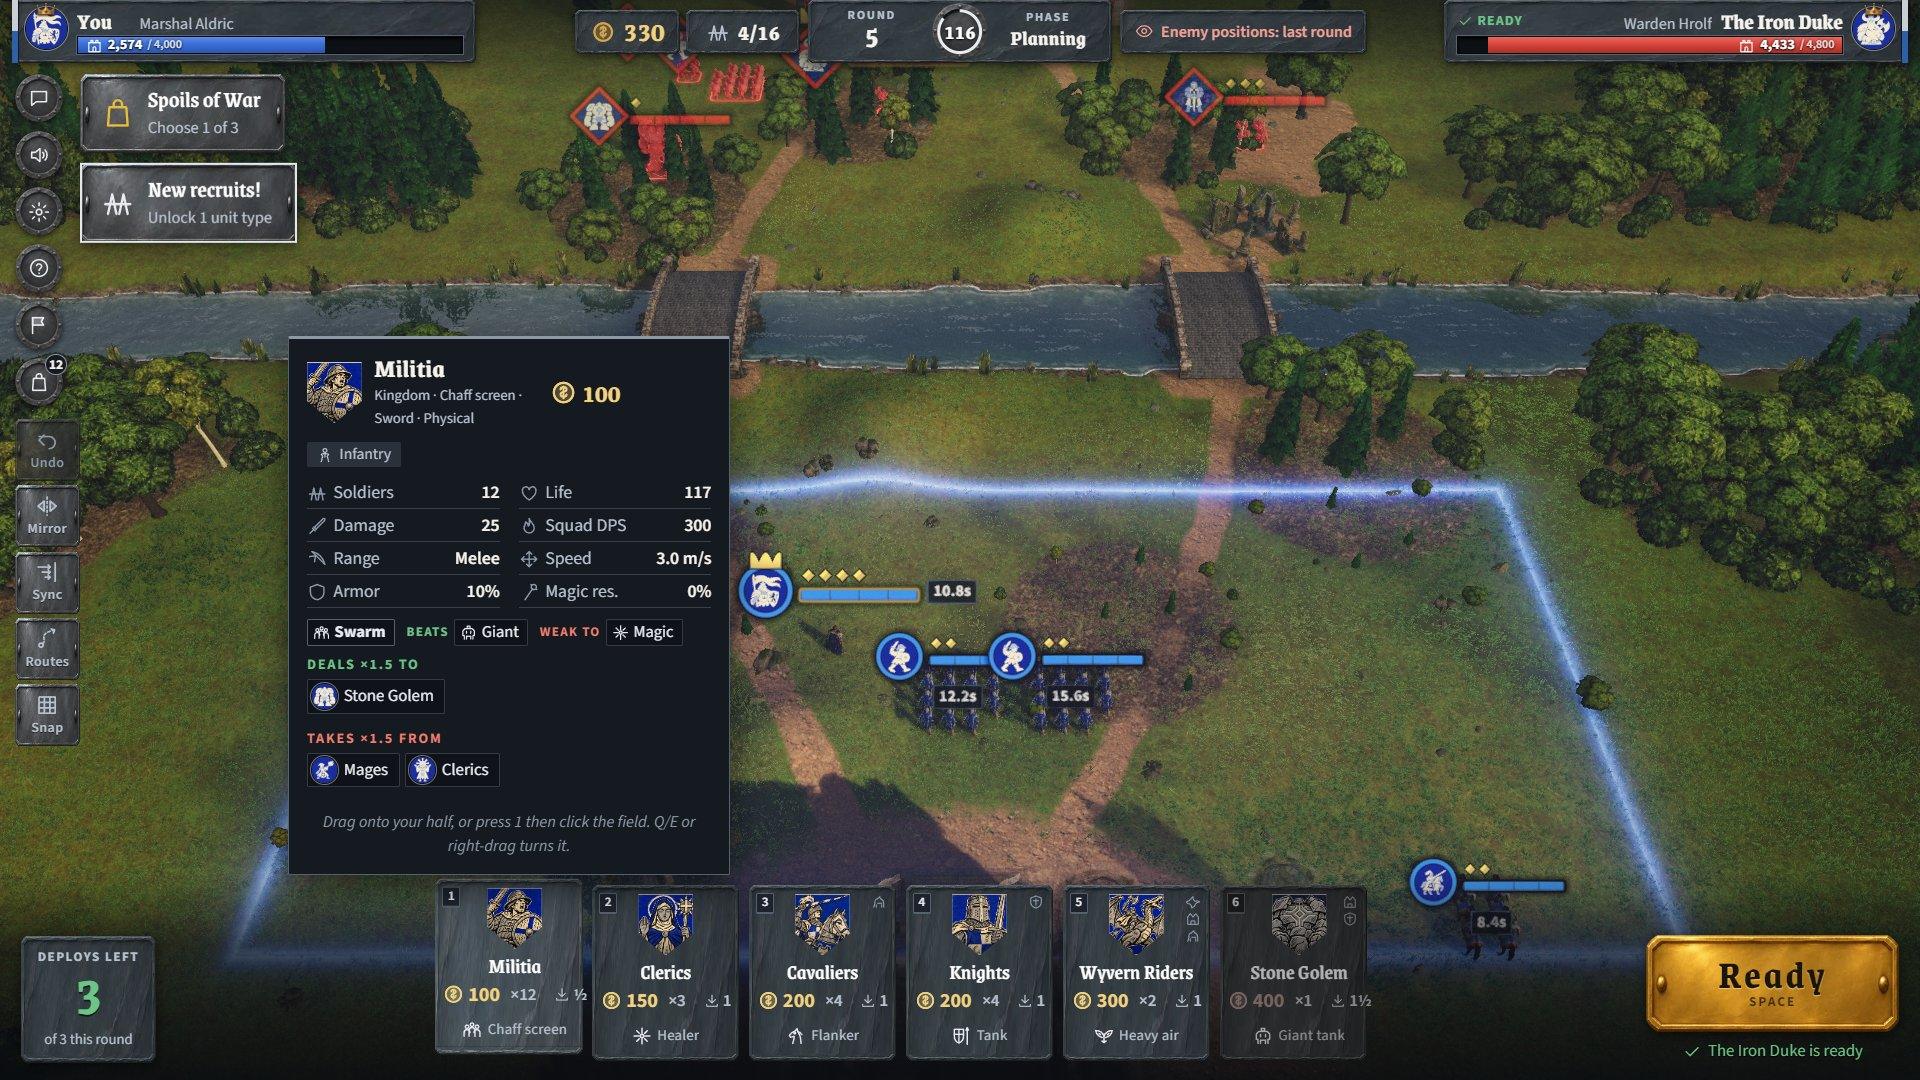 You Marshal Aldric
2,574 / 4,000
330
4/16
ROUND
5
116
PHASE
Planning
Enemy positions: last round
READY
Warden Hrolf The Iron Duke
4,433 / 4,800
Spoils of War
Choose 1 of 3
New recruits!
Unlock 1 unit type
12
Undo
Mirror
Sync
Routes
Snap
Militia
Kingdom · Chaff screen ·
Sword · Physical
100
Infantry
Soldiers 12 Life 117
Damage 25 Squad DPS 300
Range Melee Speed 3.0 m/s
Armor 10% Magic res. 0%
Swarm BEATS Giant WEAK TO Magic
DEALS ×1.5 TO
Stone Golem
TAKES ×1.5 FROM
Mages Clerics
Drag onto your half, or press 1 then click the field. Q/E or
right-drag turns it.
10.8s
12.2s
15.6s
8.4s
DEPLOYS LEFT
3
of 3 this round
1
Militia
100 ×12 ½
Chaff screen
2
Clerics
150 ×3 1
Healer
3
Cavaliers
200 ×4 1
Flanker
4
Knights
200 ×4 1
Tank
5
Wyvern Riders
300 ×2 1
Heavy air
6
Stone Golem
400 ×1 1½
Giant tank
Ready
SPACE
The Iron Duke is ready